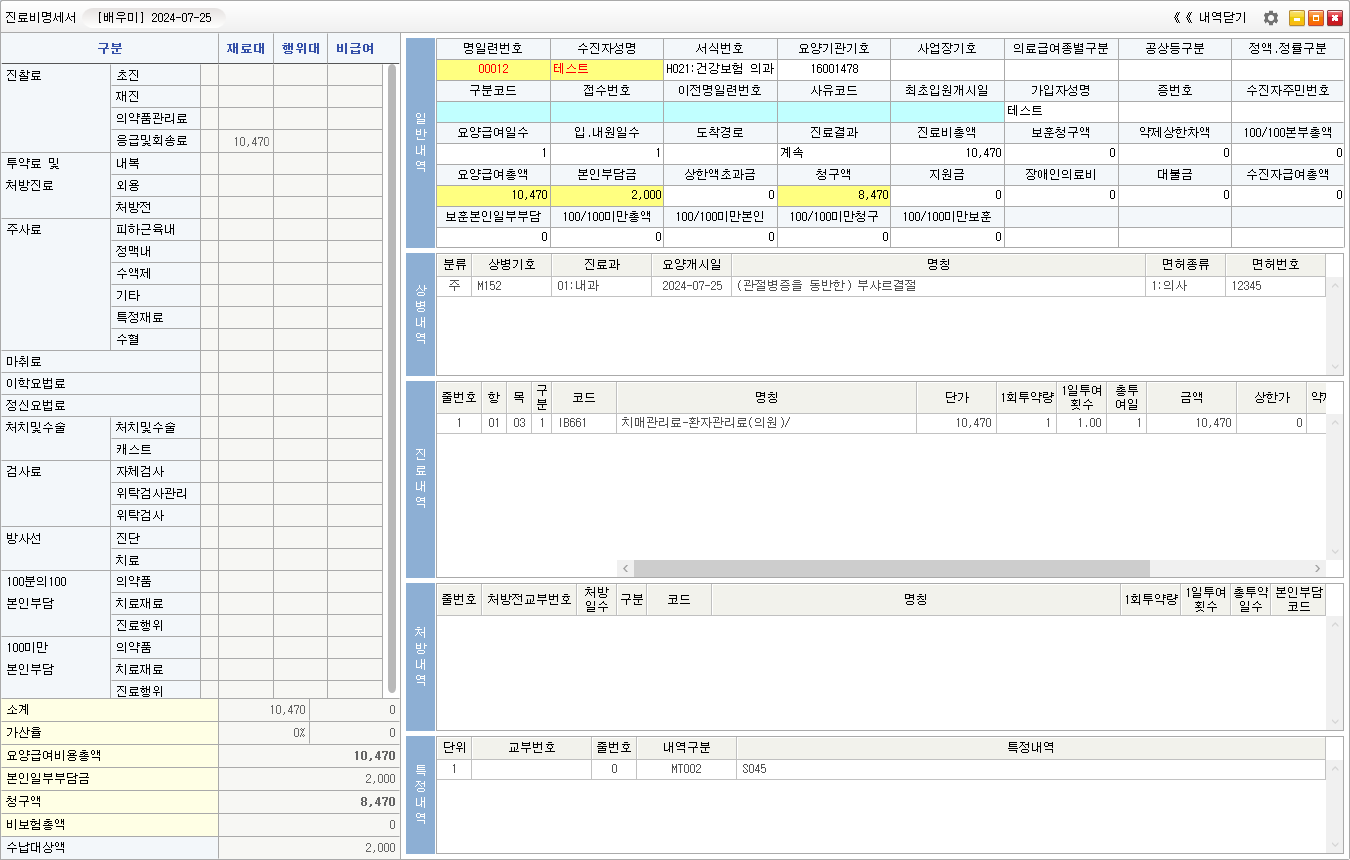 진료비명세서 [배우미] 2024-07-25 《《 내역닫기
구분 재료대 행위대 비급여
진찰료 초진
재진
의약품관리료
응급및회송료 10,470
투약료 및 내복
처방진료 외용
처방전
주사료 피하근육내
정맥내
수액제
기타
특정재료
수혈
마취료
이학요법료
정신요법료
처치및수술 처치및수술
캐스트
검사료 자체검사
위탁검사관리
위탁검사
방사선 진단
치료
100분의100 의약품
본인부담 치료재료
진료행위
100미만 의약품
본인부담 치료재료
진료행위
소계 10,470 0
가산율 0% 0
요양급여비용총액 10,470
본인일부부담금 2,000
청구액 8,470
비보험총액 0
수납대상액 2,000
일반내역
명일련번호 수진자성명 서식번호 요양기관기호 사업장기호 의료급여종별구분 공상등구분 정액.정률구분
00012 테스트 H021:건강보험 의과 16001478
구분코드 접수번호 이전명일련번호 사유코드 최초입원개시일 가입자성명 증번호 수진자주민번호
테스트
요양급여일수 입.내원일수 도착경로 진료결과 진료비총액 보훈청구액 약제상한차액 100/100본부총액
1 1 계속 10,470 0 0 0
요양급여총액 본인부담금 상한액초과금 청구액 지원금 장애인의료비 대불금 수진자급여총액
10,470 2,000 0 8,470 0 0 0 0
보훈본인일부부담 100/100미만총액 100/100미만본인 100/100미만청구 100/100미만보훈
0 0 0 0 0
상병내역
분류 상병기호 진료과 요양개시일 명칭 면허종류 면허번호
주 M152 01:내과 2024-07-25 (관절병증을 동반한) 부샤르결절 1:의사 12345
진료내역
줄번호 항 목 구분 코드 명칭 단가 1회투약량 1일투여횟수 총투여일 금액 상한가
1 01 03 1 IB661 치매관리료-환자관리료(의원)/ 10,470 1 1.00 1 10,470 0
처방내역
줄번호 처방전교부번호 처방일수 구분 코드 명칭 1회투약량 1일투여횟수 총투약일수 본인부담코드
특정내역
단위 교부번호 줄번호 내역구분 특정내역
1 0 MT002 S045